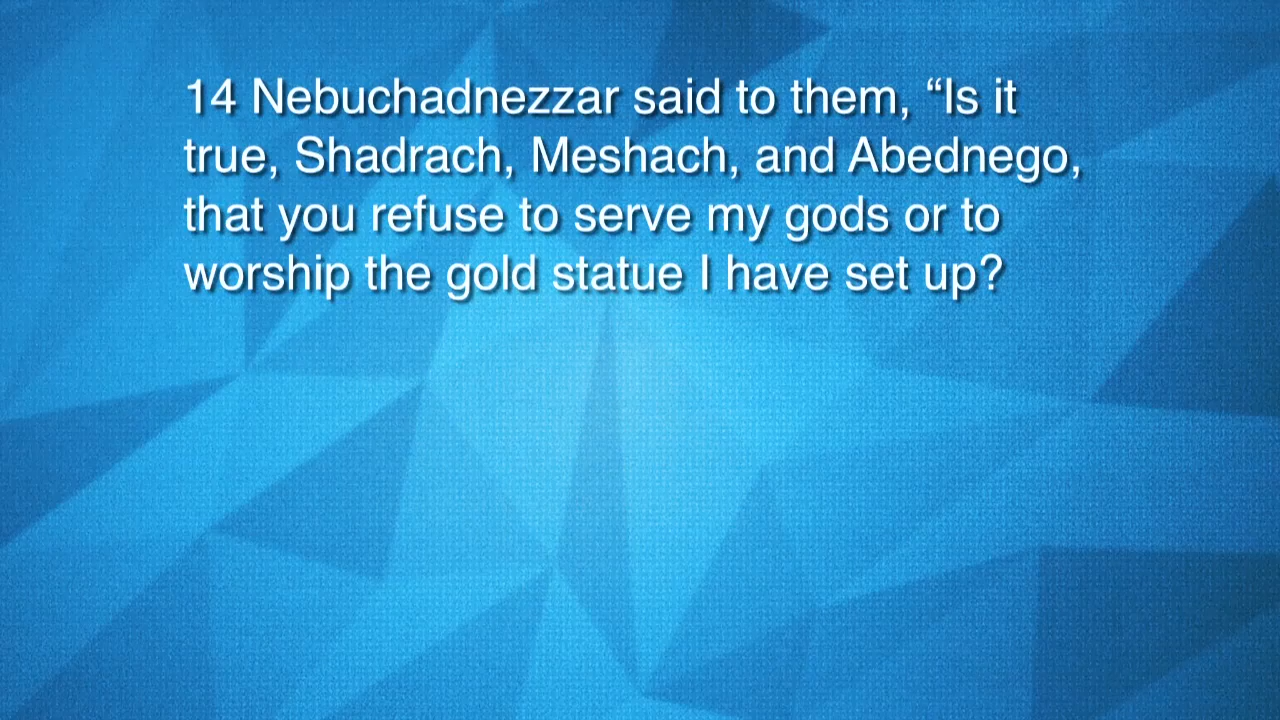 14 Nebuchadnezzar said to them, “Is it
true, Shadrach, Meshach, and Abednego,
that you refuse to serve my gods or to
worship the gold statue I have set up?